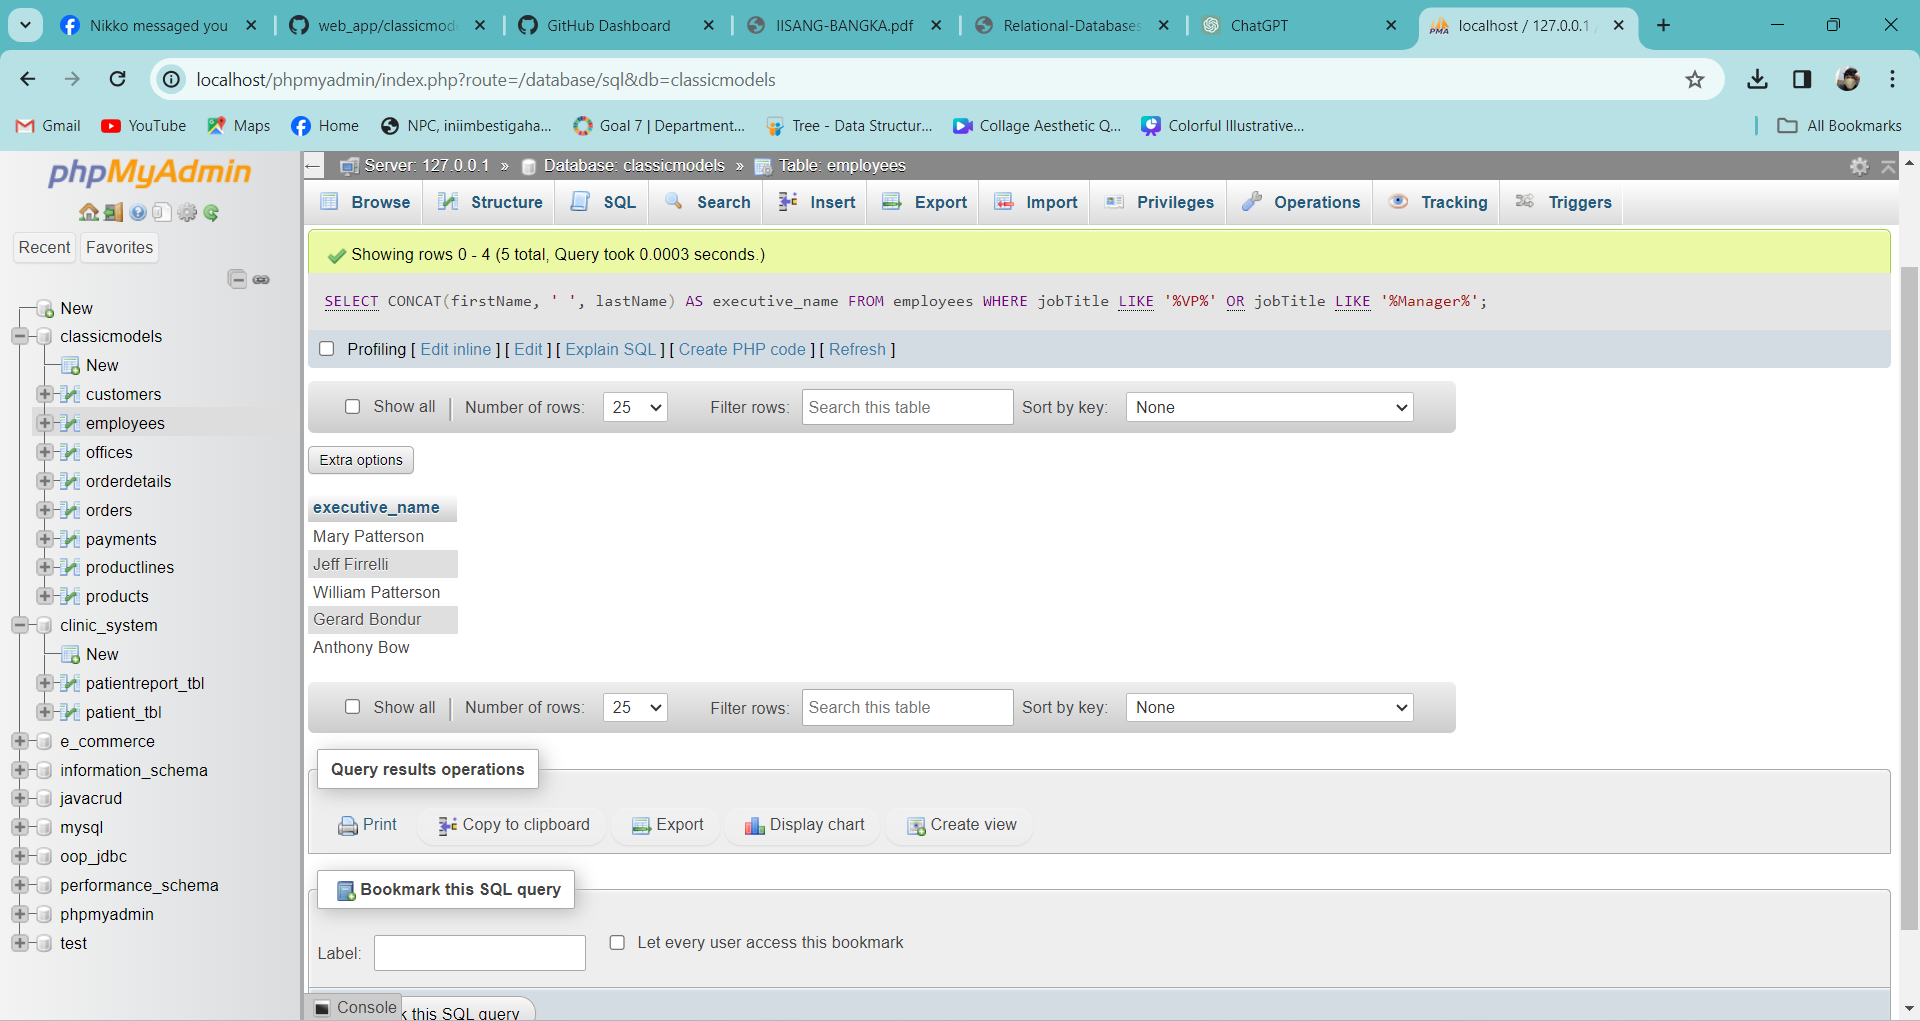 Nikko messaged you
web_app/classicmode
GitHub Dashboard
IISANG-BANGKA.pdf
Relational-Databases
ChatGPT
localhost / 127.0.0.1 /
localhost/phpmyadmin/index.php?route=/database/sql&db=classicmodels
Gmail
YouTube
Maps
Home
NPC, iniimbestigaha...
Goal 7 | Department...
Tree - Data Structur...
Collage Aesthetic Q...
Colorful Illustrative...
All Bookmarks
phpMyAdmin
Recent
Favorites
New
classicmodels
New
customers
employees
offices
orderdetails
orders
payments
productlines
products
clinic_system
New
patientreport_tbl
patient_tbl
e_commerce
information_schema
javacrud
mysql
oop_jdbc
performance_schema
phpmyadmin
test
Server: 127.0.0.1 » Database: classicmodels » Table: employees
Browse
Structure
SQL
Search
Insert
Export
Import
Privileges
Operations
Tracking
Triggers
Showing rows 0 - 4 (5 total, Query took 0.0003 seconds.)
SELECT CONCAT(firstName, ' ', lastName) AS executive_name FROM employees WHERE jobTitle LIKE '%VP%' OR jobTitle LIKE '%Manager%';
Profiling [ Edit inline ] [ Edit ] [ Explain SQL ] [ Create PHP code ] [ Refresh ]
Show all | Number of rows: 25 Filter rows: Search this table Sort by key: None
Extra options
executive_name
Mary Patterson
Jeff Firrelli
William Patterson
Gerard Bondur
Anthony Bow
Show all | Number of rows: 25 Filter rows: Search this table Sort by key: None
Query results operations
Print
Copy to clipboard
Export
Display chart
Create view
Bookmark this SQL query
Label:
Let every user access this bookmark
Console
k this SQL query